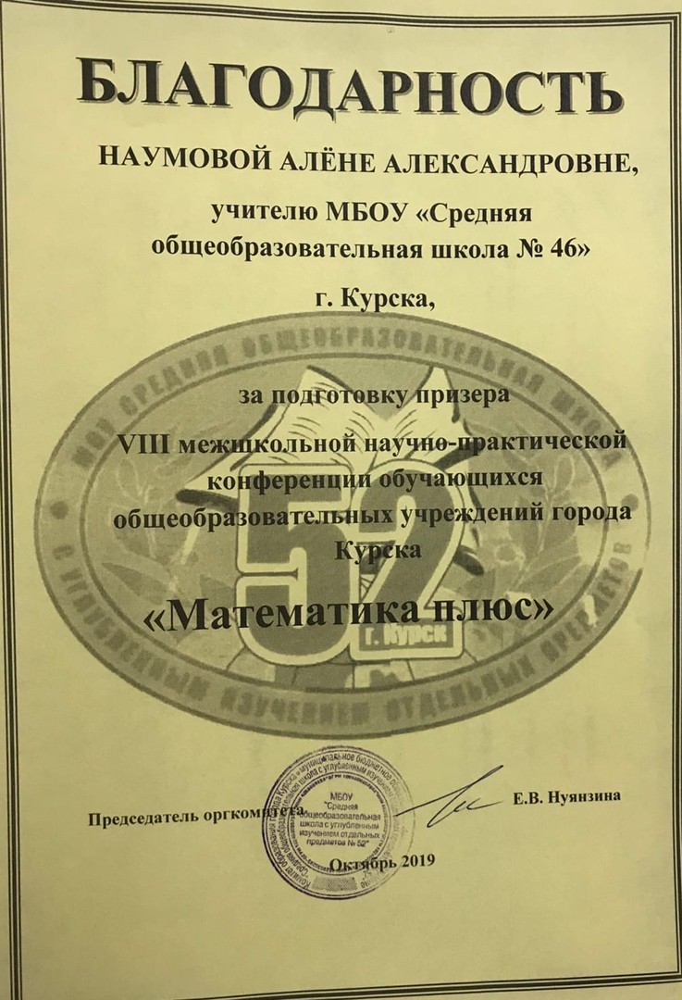 БЛАГОДАРНОСТЬ
НАУМОВОЙ АЛЁНЕ АЛЕКСАНДРОВНЕ,
учителю МБОУ «Средняя
общеобразовательная школа № 46»
г. Курска,
МОУ СРЕДНЯЯ ОБЩЕОБРАЗОВАТЕЛЬНАЯ ШКОЛА
за подготовку призера
VIII межшкольной научно-практической
конференции обучающихся
общеобразовательных учреждений города
Курска
52
«Математика плюс»
г. Курск
С УГЛУБЛЕННЫМ ИЗУЧЕНИЕМ ОТДЕЛЬНЫХ ПРЕДМЕТОВ
Председатель оргкомитета
МБОУ
"Средняя
общеобразовательная
школа с углубленным
изучением отдельных
предметов № 52"
Е.В. Нуянзина
Октябрь 2019